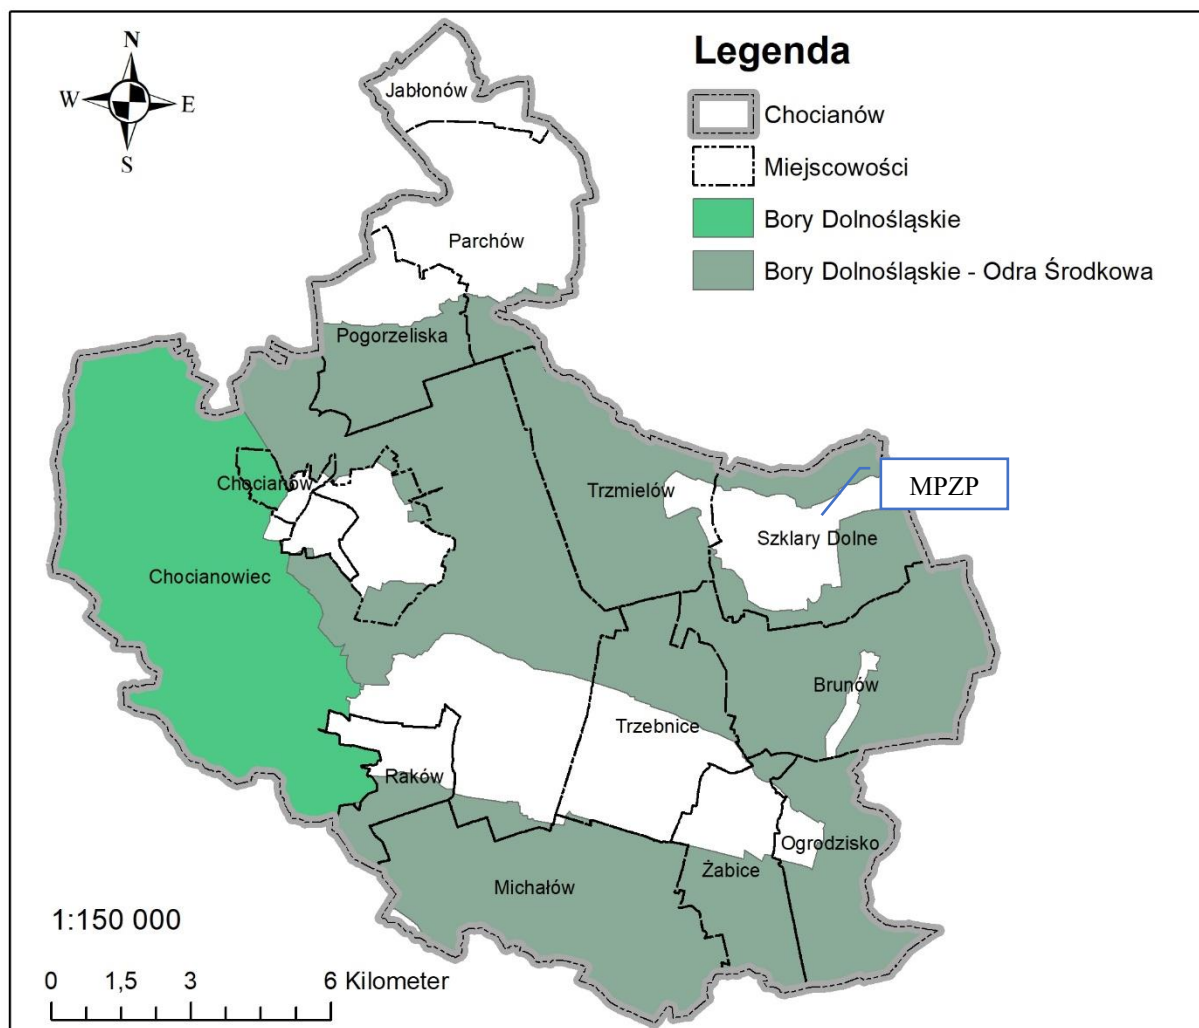 N
W E
S
Legenda
Chocianów
Miejscowości
Bory Dolnośląskie
Bory Dolnośląskie - Odra Środkowa
Jabłonów
Parchów
Pogorzeliska
Chocianów
Trzmielów
MPZP
Szklary Dolne
Chocianowiec
Brunów
Trzebnice
Raków
Ogrodzisko
Żabice
Michałów
1:150 000
0 1,5 3 6 Kilometer